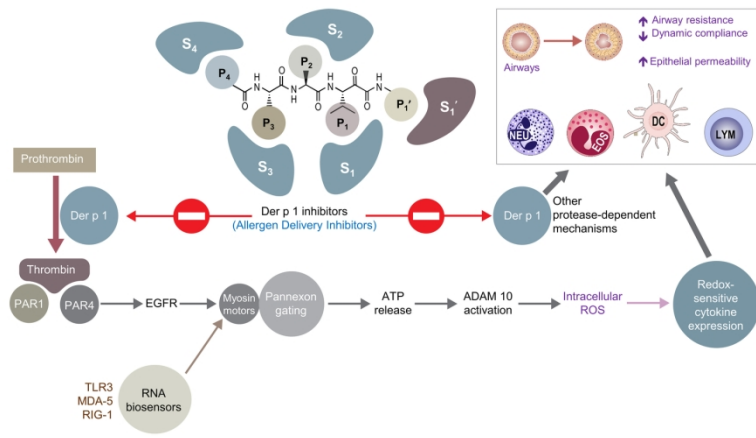 S4
S2
P4
P2
H
N
O
H
N
O
O
N
H
O
N
H
O
P3
P1
P1′
S1′
S3
S1
Airway resistance
Dynamic compliance
Airways
Epithelial permeability
NEU
EOS
DC
LYM
Prothrombin
Der p 1
Der p 1 inhibitors
(Allergen Delivery Inhibitors)
Der p 1
Other
protease-dependent
mechanisms
Thrombin
PAR1
PAR4
EGFR
Myosin
motors
Pannexon
gating
ATP
release
ADAM 10
activation
Intracellular
ROS
Redox-
sensitive
cytokine
expression
TLR3
MDA-5
RIG-1
RNA
biosensors